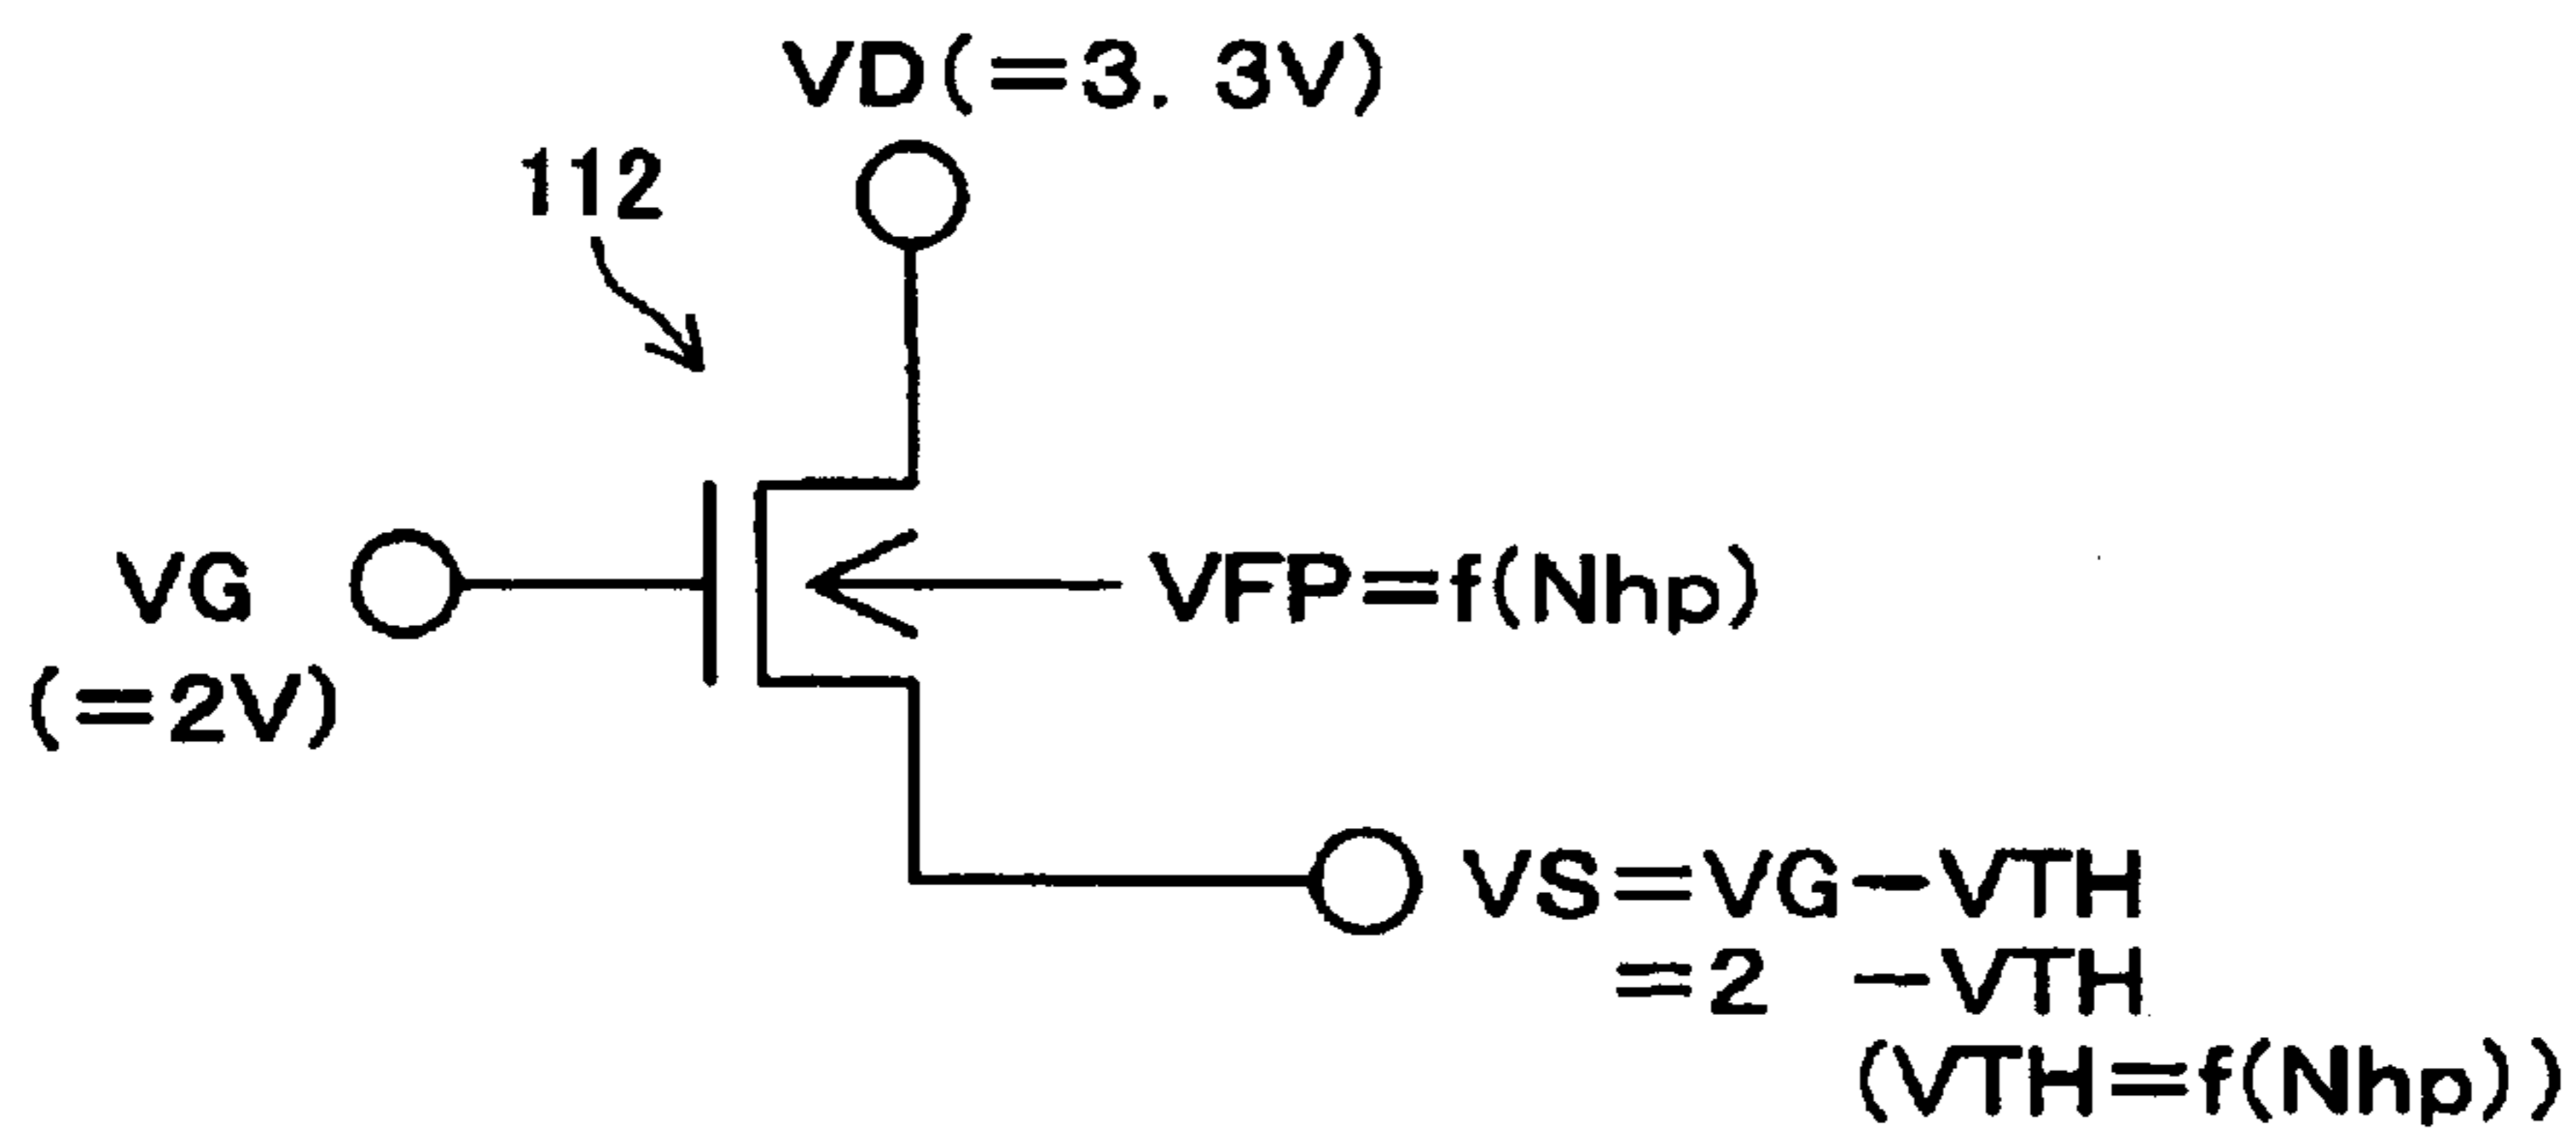 VD(=3. 3V)
112
VG
(=2V)
VFP=f(Nhp)
VS=VG-VTH
=2 -VTH
(VTH=f(Nhp))